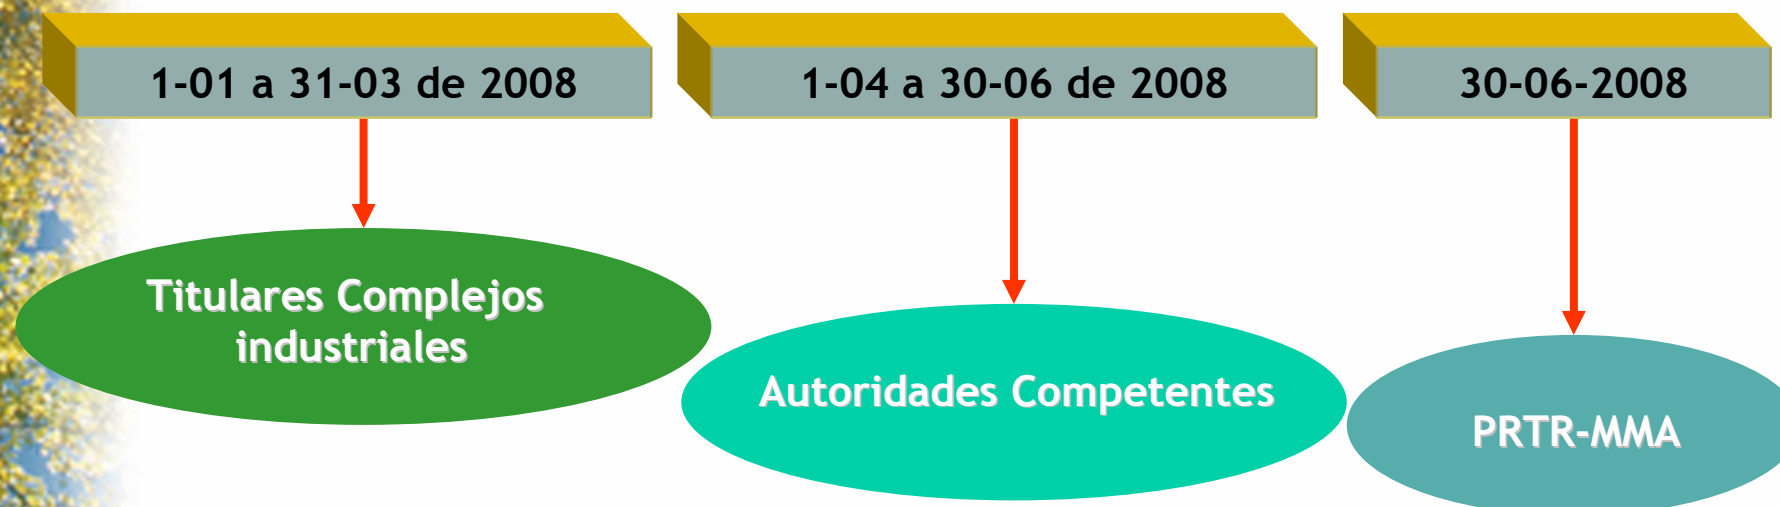 1-01 a 31-03 de 2008
1-04 a 30-06 de 2008
30-06-2008
Titulares Complejos
industriales
Autoridades Competentes
PRTR-MMA